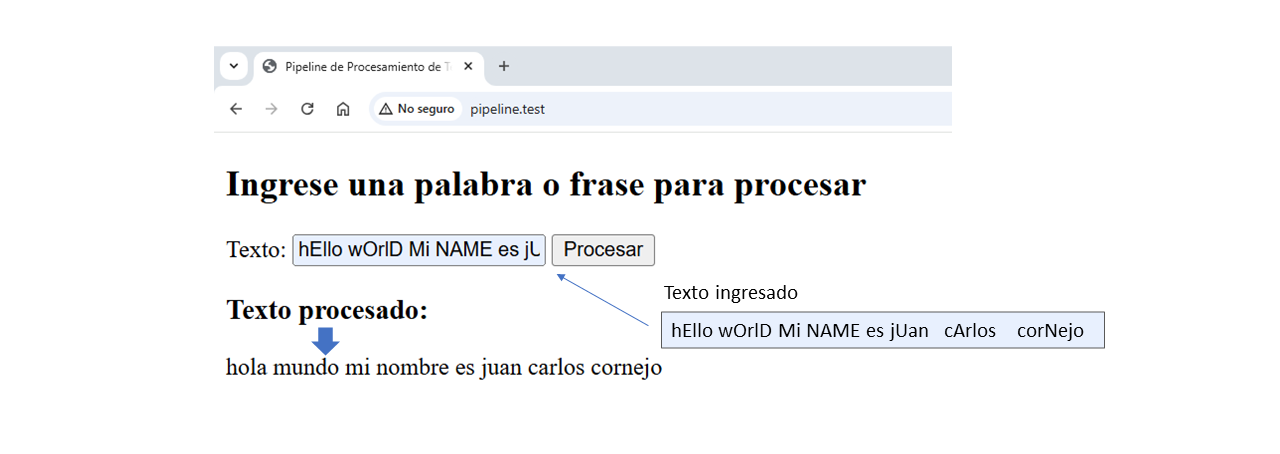 Pipeline de Procesamiento de T
No seguro pipeline.test
Ingrese una palabra o frase para procesar
Texto: hEllo wOrlD Mi NAME es jU Procesar
Texto procesado:
Texto ingresado
hEllo wOrlD Mi NAME es jUan cArlos corNejo
hola mundo mi nombre es juan carlos cornejo